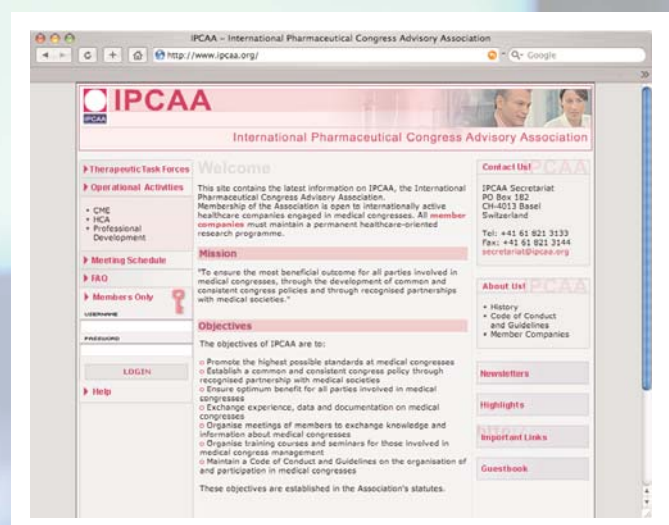 IPCAA – International Pharmaceutical Congress Advisory Association
http://www.ipcaa.org/
Google
IPCAA
IPCAA
International Pharmaceutical Congress Advisory Association
Therapeutic Task Forces
Operational Activities
• CME
• HCA
• Professional
Development
Meeting Schedule
FAQ
Members Only
USERNAME
PASSWORD
LOGIN
Help
Welcome
This site contains the latest information on IPCAA, the International
Pharmaceutical Congress Advisory Association.
Membership of the Association is open to internationally active
healthcare companies engaged in medical congresses. All member
companies must maintain a permanent healthcare-oriented
research programme.
Mission
"To ensure the most beneficial outcome for all parties involved in
medical congresses, through the development of common and
consistent congress policies and through recognised partnerships
with medical societies."
Objectives
The objectives of IPCAA are to:
o Promote the highest possible standards at medical congresses
o Establish a common and consistent congress policy through
recognised partnership with medical societies
o Ensure optimum benefit for all parties involved in medical
congresses
o Exchange experience, data and documentation on medical
congresses
o Organise meetings of members to exchange knowledge and
information about medical congresses
o Organise training courses and seminars for those involved in
medical congress management
o Maintain a Code of Conduct and Guidelines on the organisation of
and participation in medical congresses
These objectives are established in the Association's statutes.
Contact Us! IPCAA
IPCAA Secretariat
PO Box 182
CH-4013 Basel
Switzerland
Tel: +41 61 821 3133
Fax: +41 61 821 3144
secretariat@ipcaa.org
About Us! IPCAA
• History
• Code of Conduct
and Guidelines
• Member Companies
Newsletters
Highlights
http://
Important Links
Guestbook